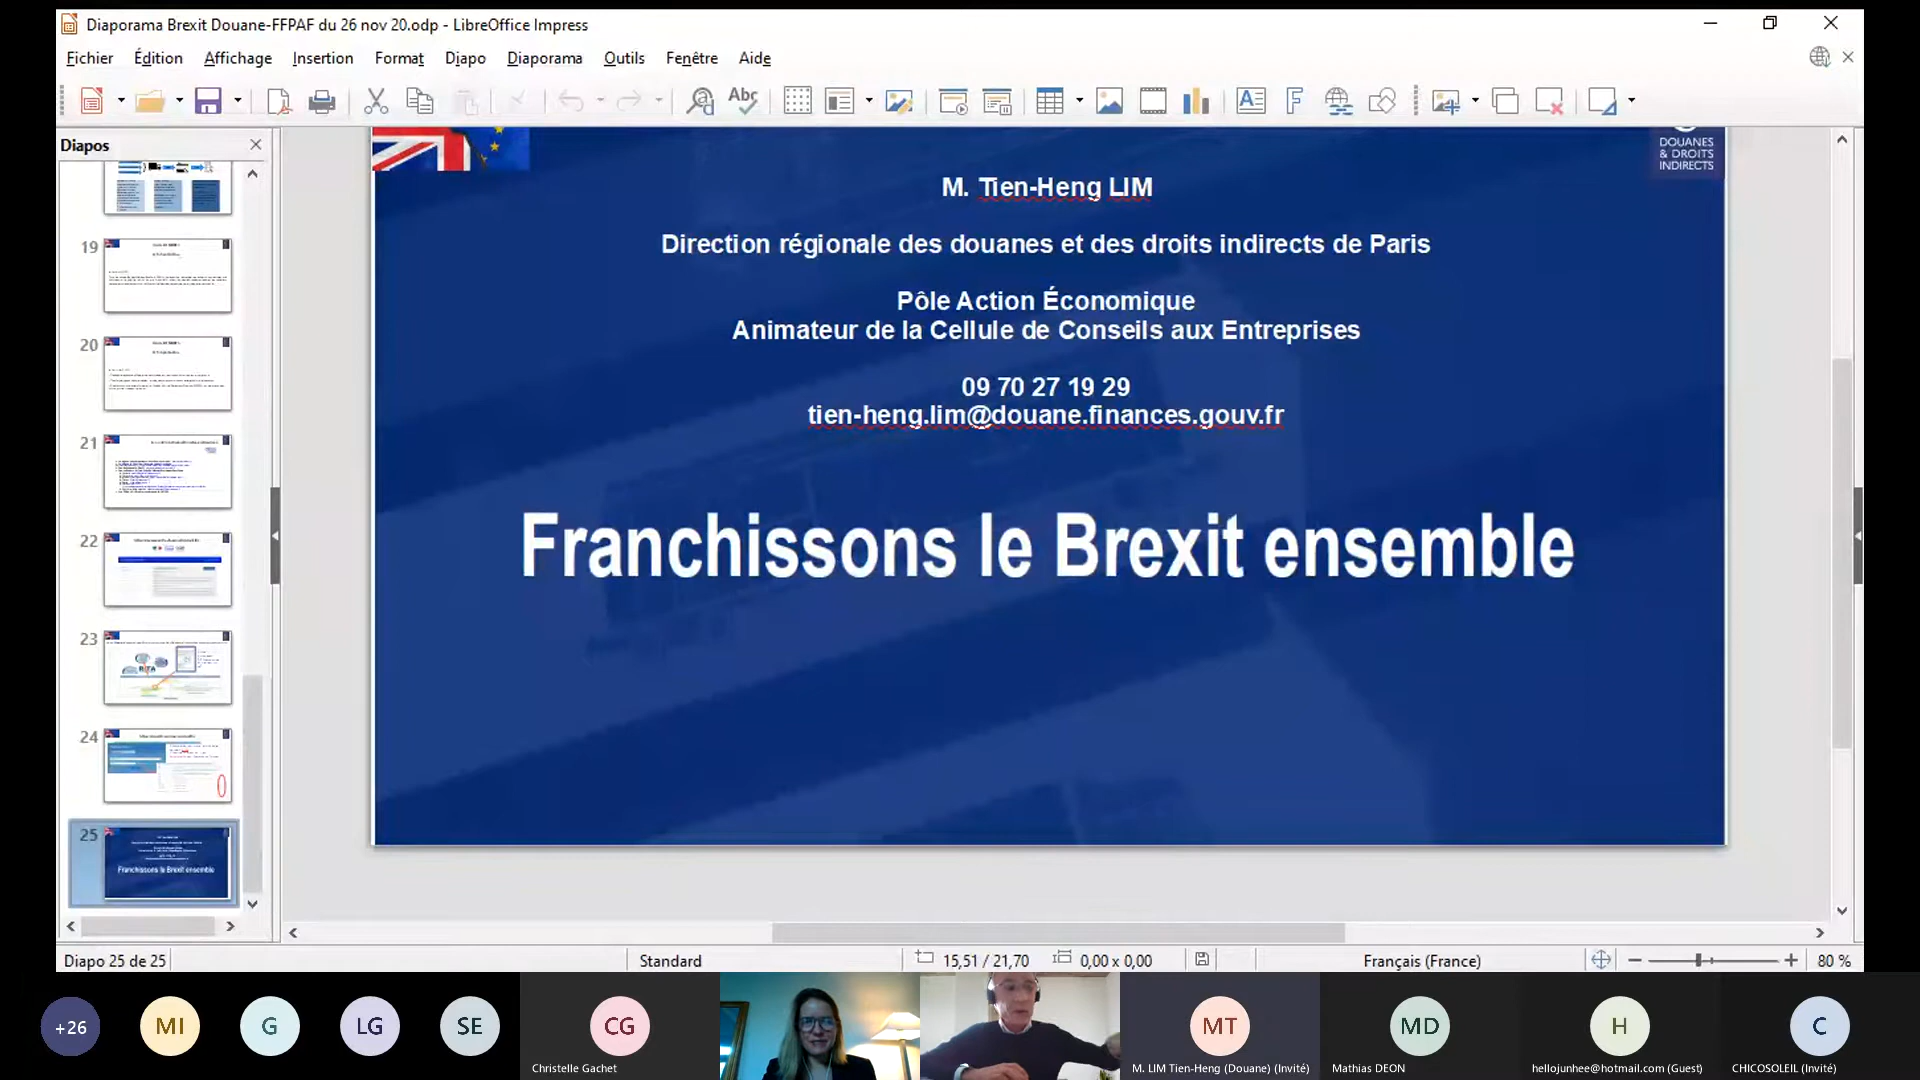 Diaporama Brexit Douane-FFPAF du 26 nov 20.odp - LibreOffice Impress
Fichier Édition Affichage Insertion Format Diapo Diaporama Outils Fenêtre Aide
Abc
Diapos
19
20
21
22
23
24
25
Franchissons le Brexit ensemble
DOUANES
& DROITS
INDIRECTS
M. Tien-Heng LIM
Direction régionale des douanes et des droits indirects de Paris
Pôle Action Économique
Animateur de la Cellule de Conseils aux Entreprises
09 70 27 19 29
tien-heng.lim@douane.finances.gouv.fr
Franchissons le Brexit ensemble
Diapo 25 de 25 Standard 15,51 / 21,70 0,00 x 0,00 Français (France) 80 %
+26 MI G LG SE CG MT MD H C
Christelle Gachet M. LIM Tien-Heng (Douane) (Invité) Mathias DEON hellojunhee@hotmail.com (Guest) CHICOSOLEIL (Invité)